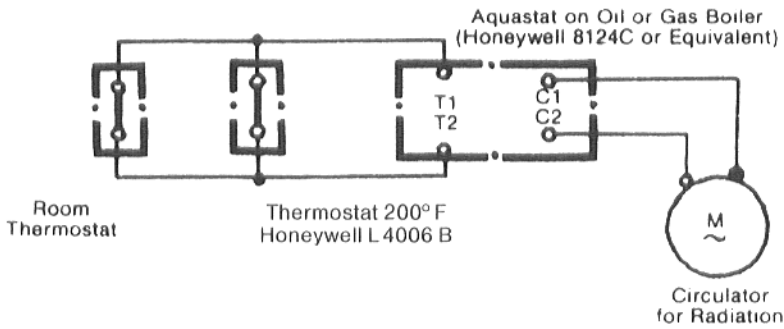 Aquastat on Oil or Gas Boiler
(Honeywell 8124C or Equivalent)
T1
T2
C1
C2
Room
Thermostat
Thermostat 200° F
Honeywell L 4006 B
M
~
Circulator
for Radiation